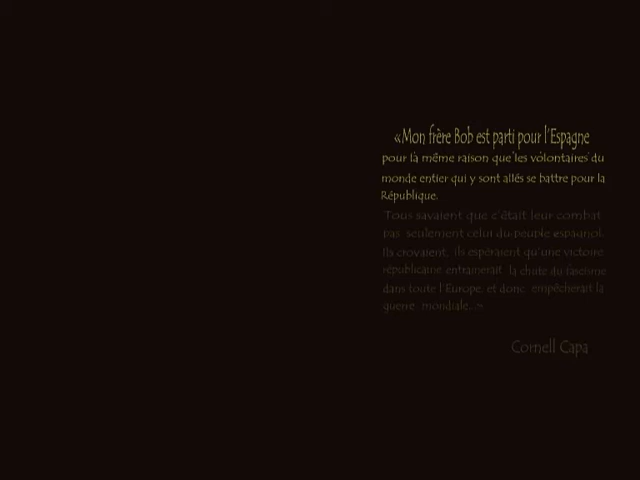 «Mon frère Bob est parti pour l'Espagne
pour la même raison que les volontaires du
monde entier qui y sont allés se battre pour la
République.
Tous savaient que c'était leur combat
pas seulement celui du peuple espagnol.
Ils croyaient, ils espéraient qu'une victoire
républicaine entrainerait la chute du fascisme
dans toute l'Europe, et donc empêcherait la
guerre mondiale...»
Cornell Capa